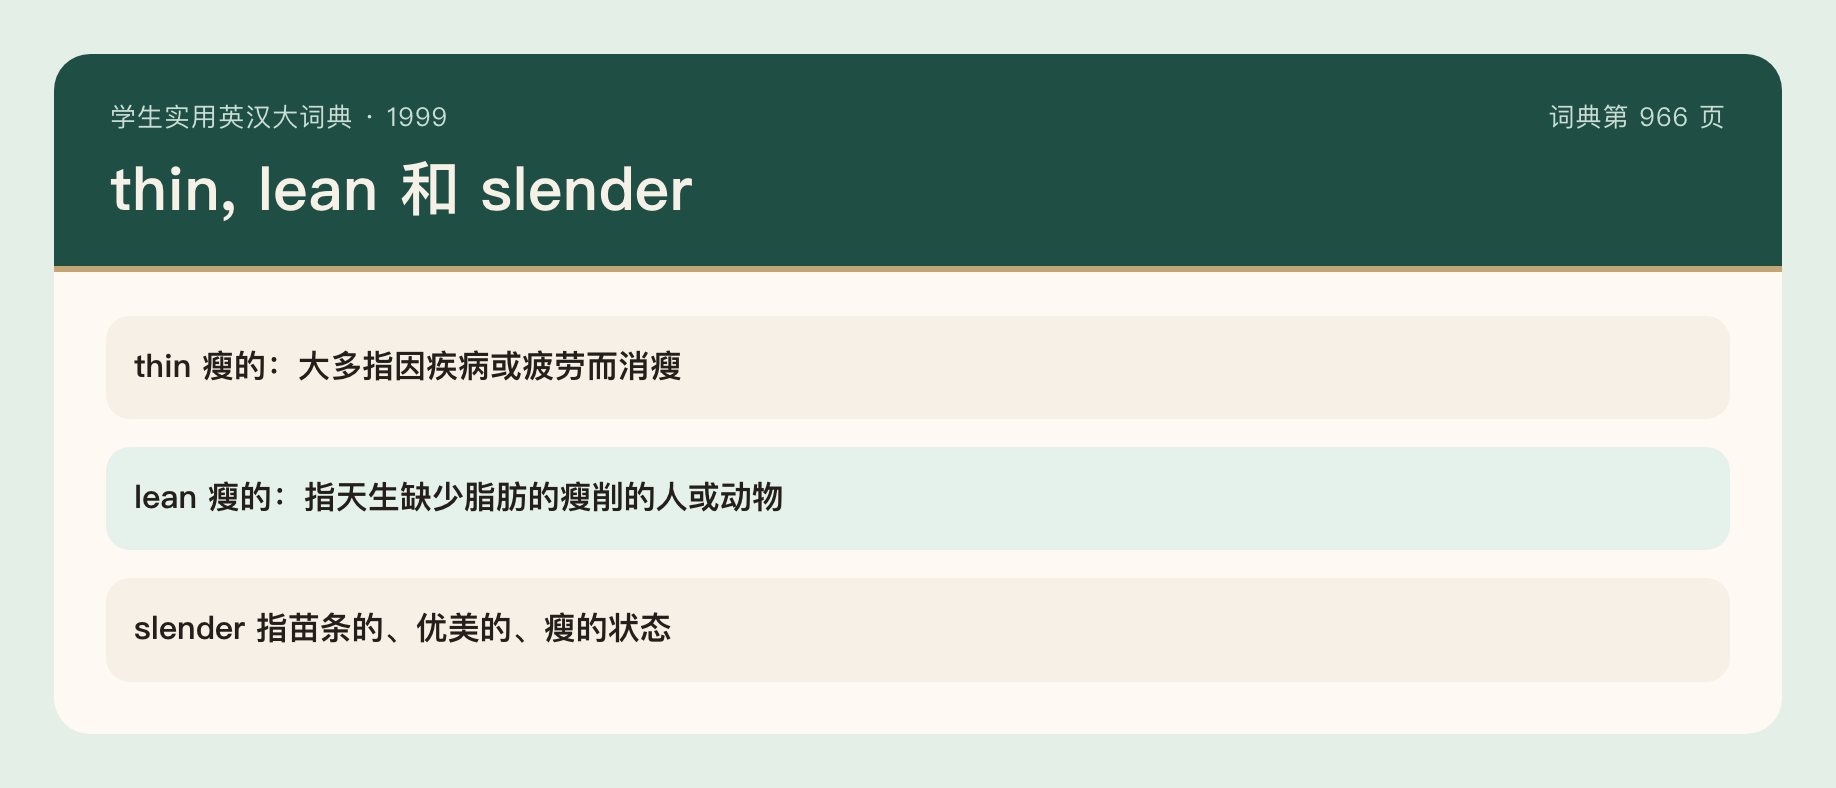 学生实用英汉大词典 · 1999
词典第 966 页
thin, lean 和 slender
thin 瘦的：大多指因疾病或疲劳而消瘦
lean 瘦的：指天生缺少脂肪的瘦削的人或动物
slender 指苗条的、优美的、瘦的状态